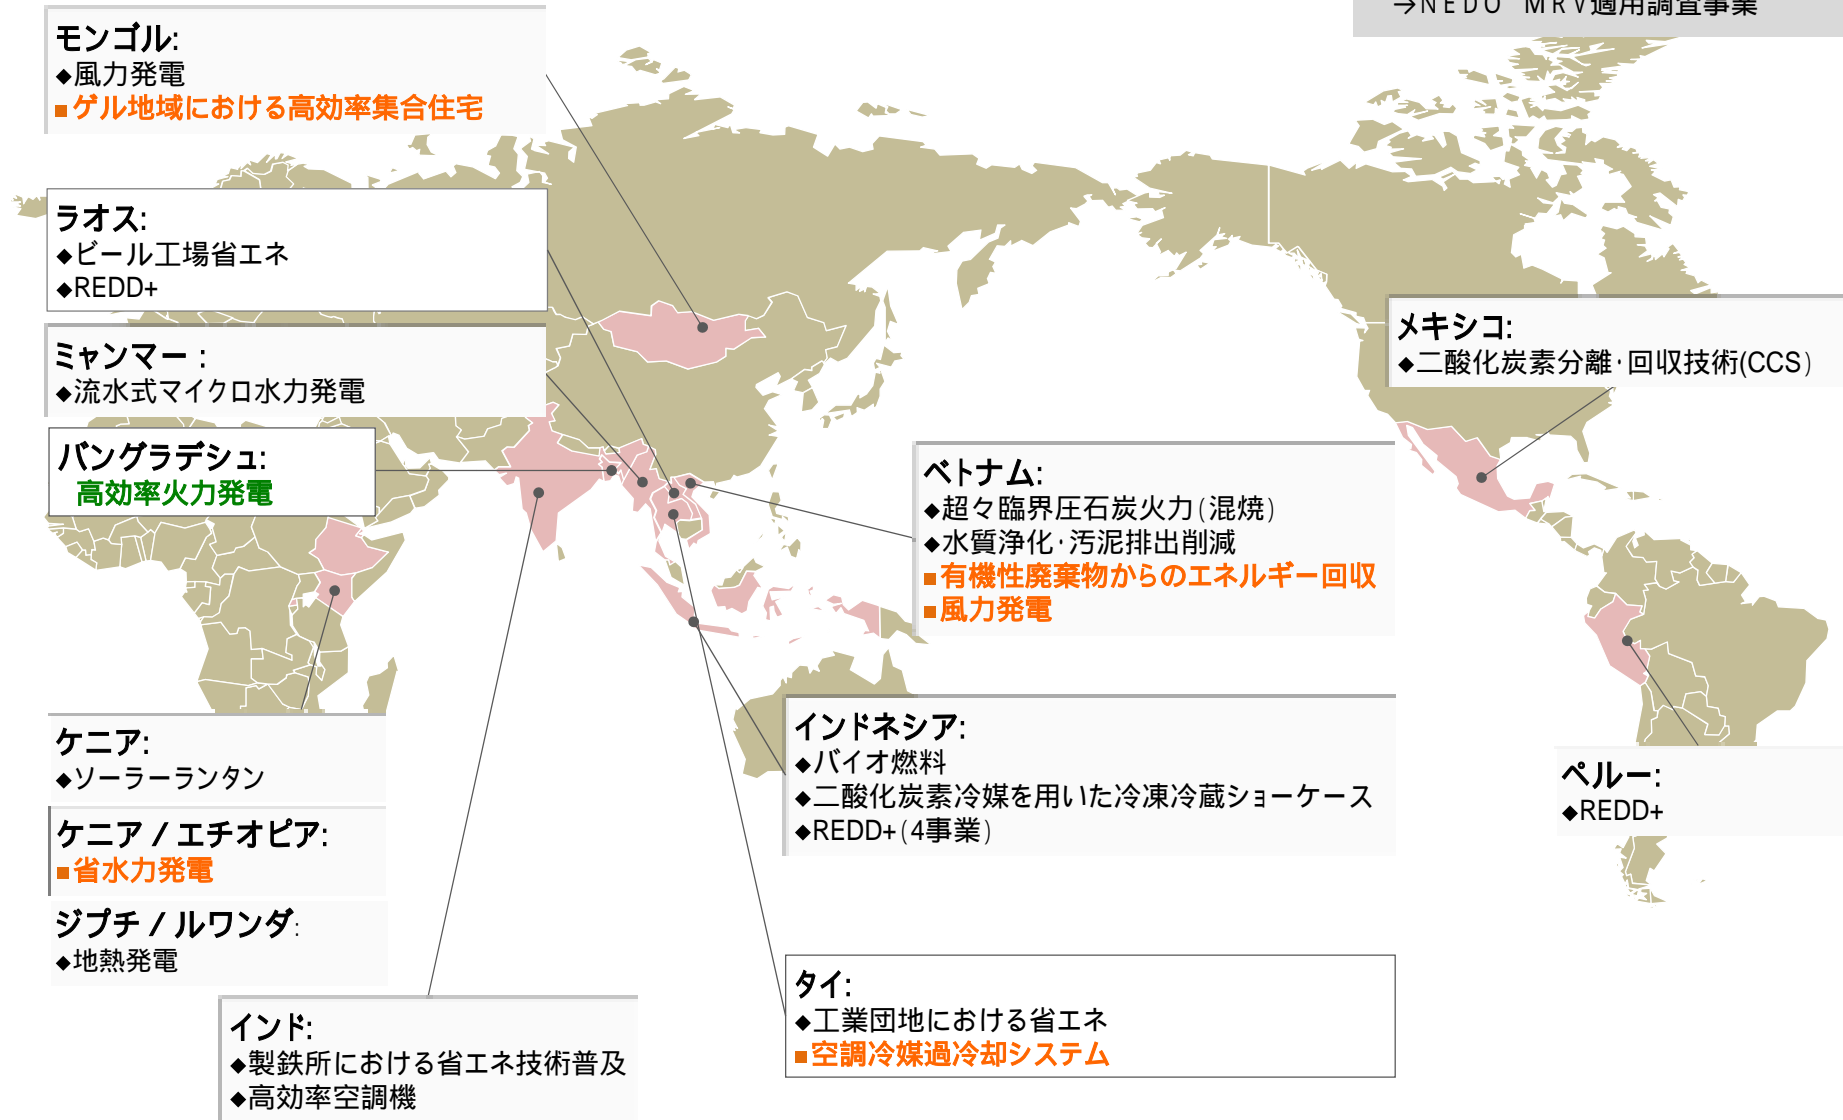 →NEDO MRV適用調査事業
モンゴル:
◆風力発電
■ゲル地域における高効率集合住宅
ラオス:
◆ビール工場省エネ
◆REDD+
ミャンマー:
◆流水式マイクロ水力発電
バングラデシュ:
高効率火力発電
メキシコ:
◆二酸化炭素分離・回収技術(CCS)
ベトナム:
◆超々臨界圧石炭火力(混焼)
◆水質浄化・汚泥排出削減
■有機性廃棄物からのエネルギー回収
■風力発電
ケニア:
◆ソーラーランタン
ケニア / エチオピア:
■省水力発電
ジプチ / ルワンダ:
◆地熱発電
インドネシア:
◆バイオ燃料
◆二酸化炭素冷媒を用いた冷凍冷蔵ショーケース
◆REDD+(4事業)
ペルー:
◆REDD+
インド:
◆製鉄所における省エネ技術普及
◆高効率空調機
タイ:
◆工業団地における省エネ
■空調冷媒過冷却システム